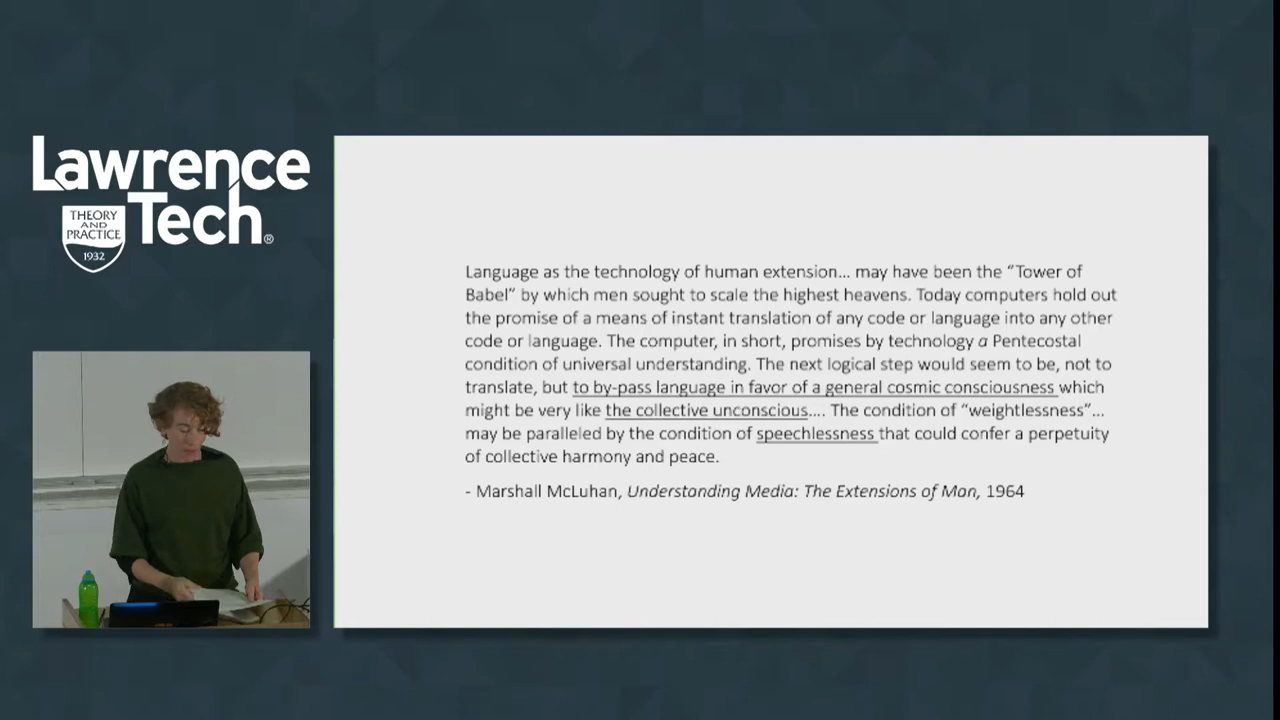 Lawrence
Tech®
THEORY
AND
PRACTICE
1932
Language as the technology of human extension... may have been the “Tower of
Babel” by which men sought to scale the highest heavens. Today computers hold out
the promise of a means of instant translation of any code or language into any other
code or language. The computer, in short, promises by technology a Pentecostal
condition of universal understanding. The next logical step would seem to be, not to
translate, but to by-pass language in favor of a general cosmic consciousness which
might be very like the collective unconscious.... The condition of “weightlessness”...
may be paralleled by the condition of speechlessness that could confer a perpetuity
of collective harmony and peace.
- Marshall McLuhan, Understanding Media: The Extensions of Man, 1964